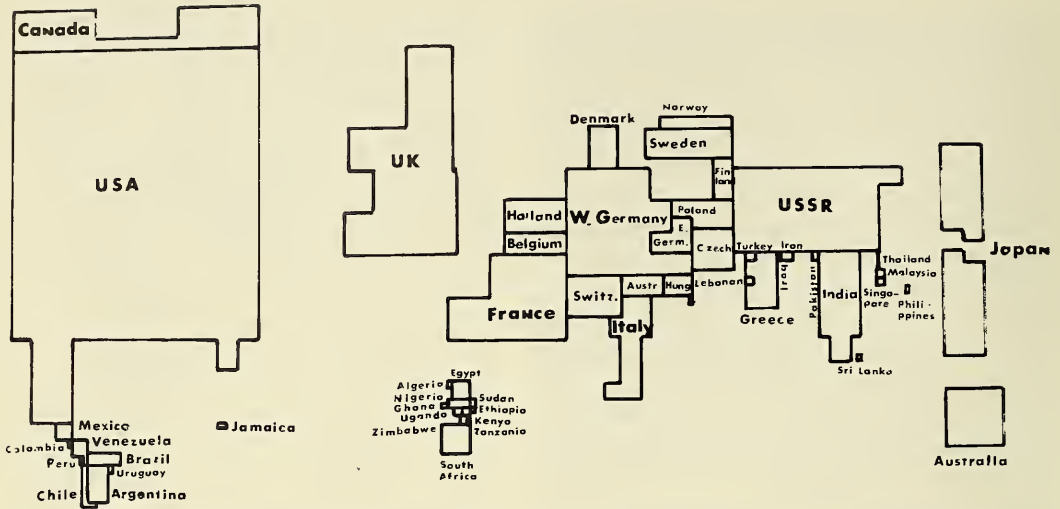 Canada
USA
UK
Norway
Denmark
Sweden
Fin
land
USSR
Holland
W. Germany
Poland
E.
Germ.
Belgium
Czech
Turkey
Iran
Japan
Thailand
Malaysia
Singa-
pore
Phili-
ppines
Lebanon
Iraq
Pakistan
India
Switz.
Austr
Hung
France
Italy
Greece
Sri Lanka
Egypt
Algeria
Nigeria
Sudan
Ghana
Ethiopia
Uganda
Kenya
Zimbabwe
Tanzania
South
Africa
Australia
Mexico
Venezuela
Jamaica
Colombia
Brazil
Peru
Uruguay
Chile
Argentina